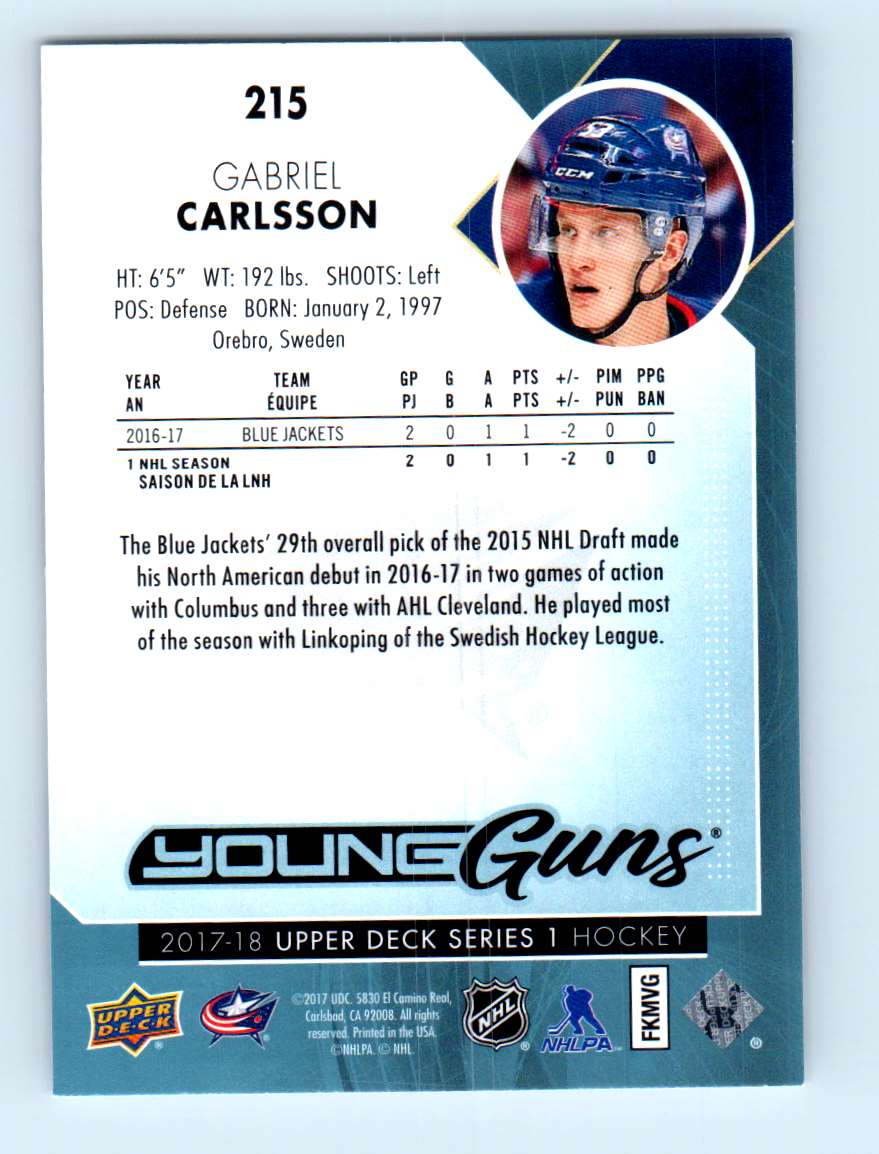 215
GABRIEL
CARLSSON
HT: 6'5" WT: 192 lbs. SHOOTS: Left
POS: Defense BORN: January 2, 1997
Orebro, Sweden
YEAR TEAM GP G A PTS +/- PIM PPG
AN ÉQUIPE PJ B A PTS +/- PUN BAN
2016-17 BLUE JACKETS 2 0 1 1 -2 0 0
1 NHL SEASON 2 0 1 1 -2 0 0
SAISON DE LA LNH
The Blue Jackets' 29th overall pick of the 2015 NHL Draft made
his North American debut in 2016-17 in two games of action
with Columbus and three with AHL Cleveland. He played most
of the season with Linkoping of the Swedish Hockey League.
YOUNG Guns®
2017-18 UPPER DECK SERIES 1 HOCKEY
UPPER
DECK
®
©2017 UDC. 5830 El Camino Real,
Carlsbad, CA 92008. All rights
reserved. Printed in the USA.
©NHLPA. © NHL.
NHL
®
NHLPA
FKMVG
®
53
CCM